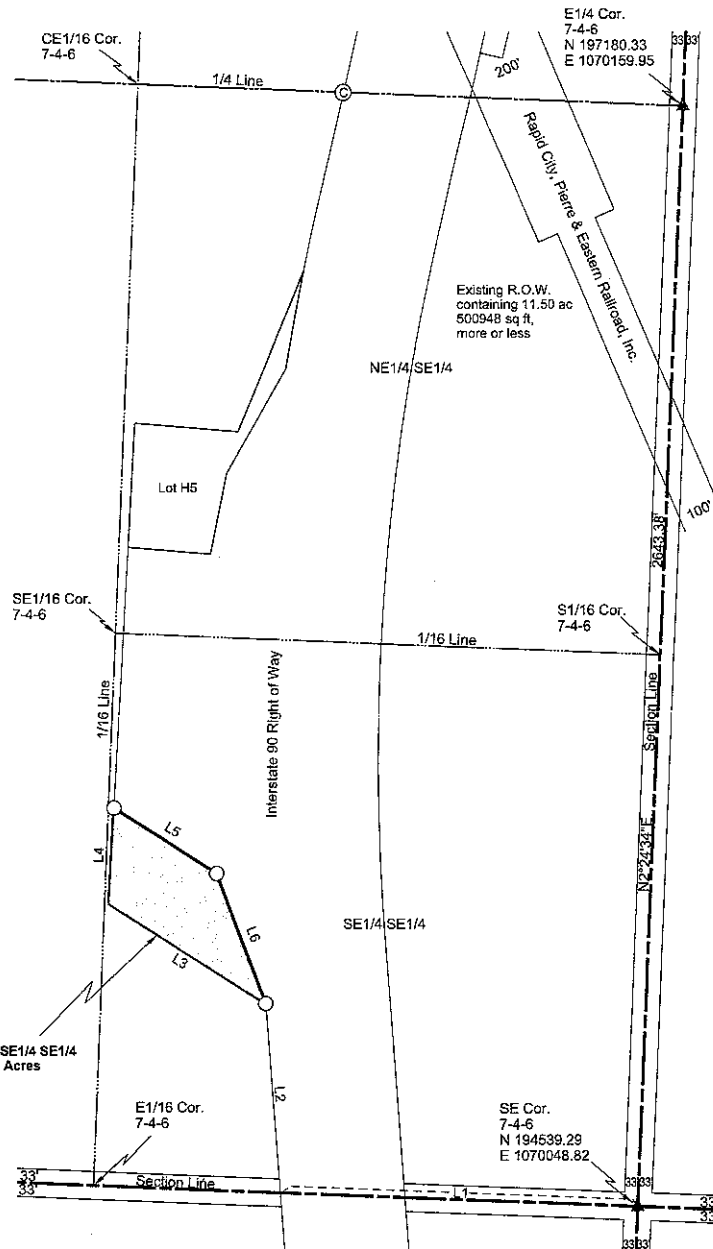 E1/4 Cor.
7-4-6
N 197180.33
E 1070159.95
33'
33'
CE1/16 Cor.
7-4-6
1/4 Line
C
200'
Rapid City, Pierre & Eastern Railroad, Inc.
Existing R.O.W.
containing 11.50 ac
500948 sq ft,
more or less
NE1/4 SE1/4
Lot H5
100'
2643.38'
SE1/16 Cor.
7-4-6
S1/16 Cor.
7-4-6
1/16 Line
1/16 Line
Interstate 90 Right of Way
Section Line
N2°24'34"E
L5
L4
L6
L3
SE1/4 SE1/4
SE1/4 SE1/4
Acres
L2
E1/16 Cor.
7-4-6
SE Cor.
7-4-6
N 194539.29
E 1070048.82
33'
33'
Section Line
L1
33'
33'
33'
33'
33'
33'